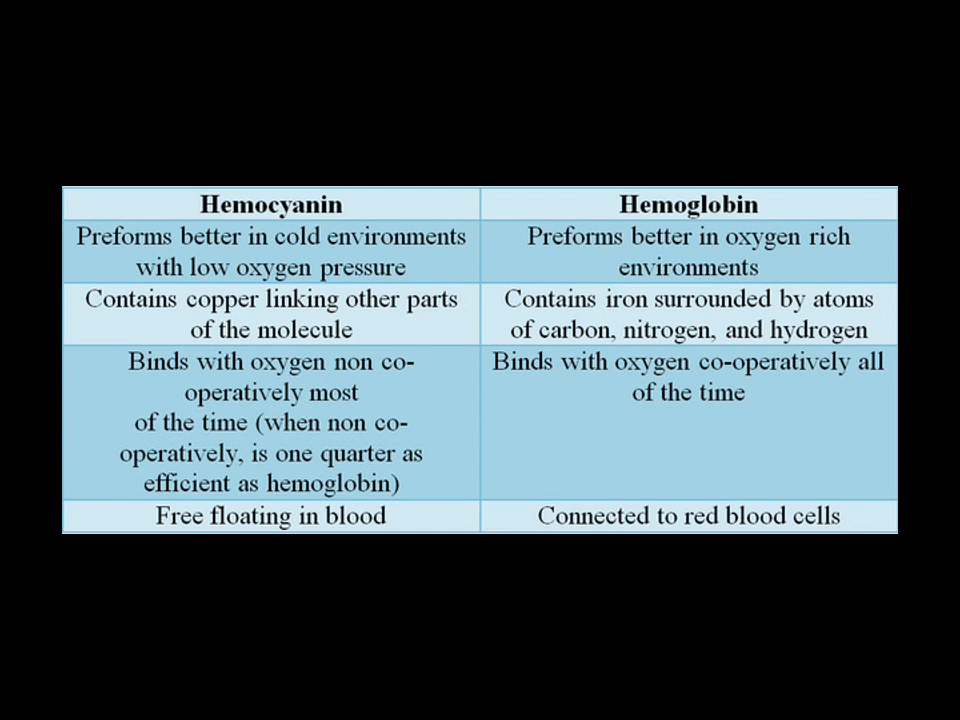 Hemocyanin
Hemoglobin
Preforms better in cold environments
with low oxygen pressure
Preforms better in oxygen rich
environments
Contains copper linking other parts
of the molecule
Contains iron surrounded by atoms
of carbon, nitrogen, and hydrogen
Binds with oxygen non co-
operatively most
of the time (when non co-
operatively, is one quarter as
efficient as hemoglobin)
Binds with oxygen co-operatively all
of the time
Free floating in blood
Connected to red blood cells